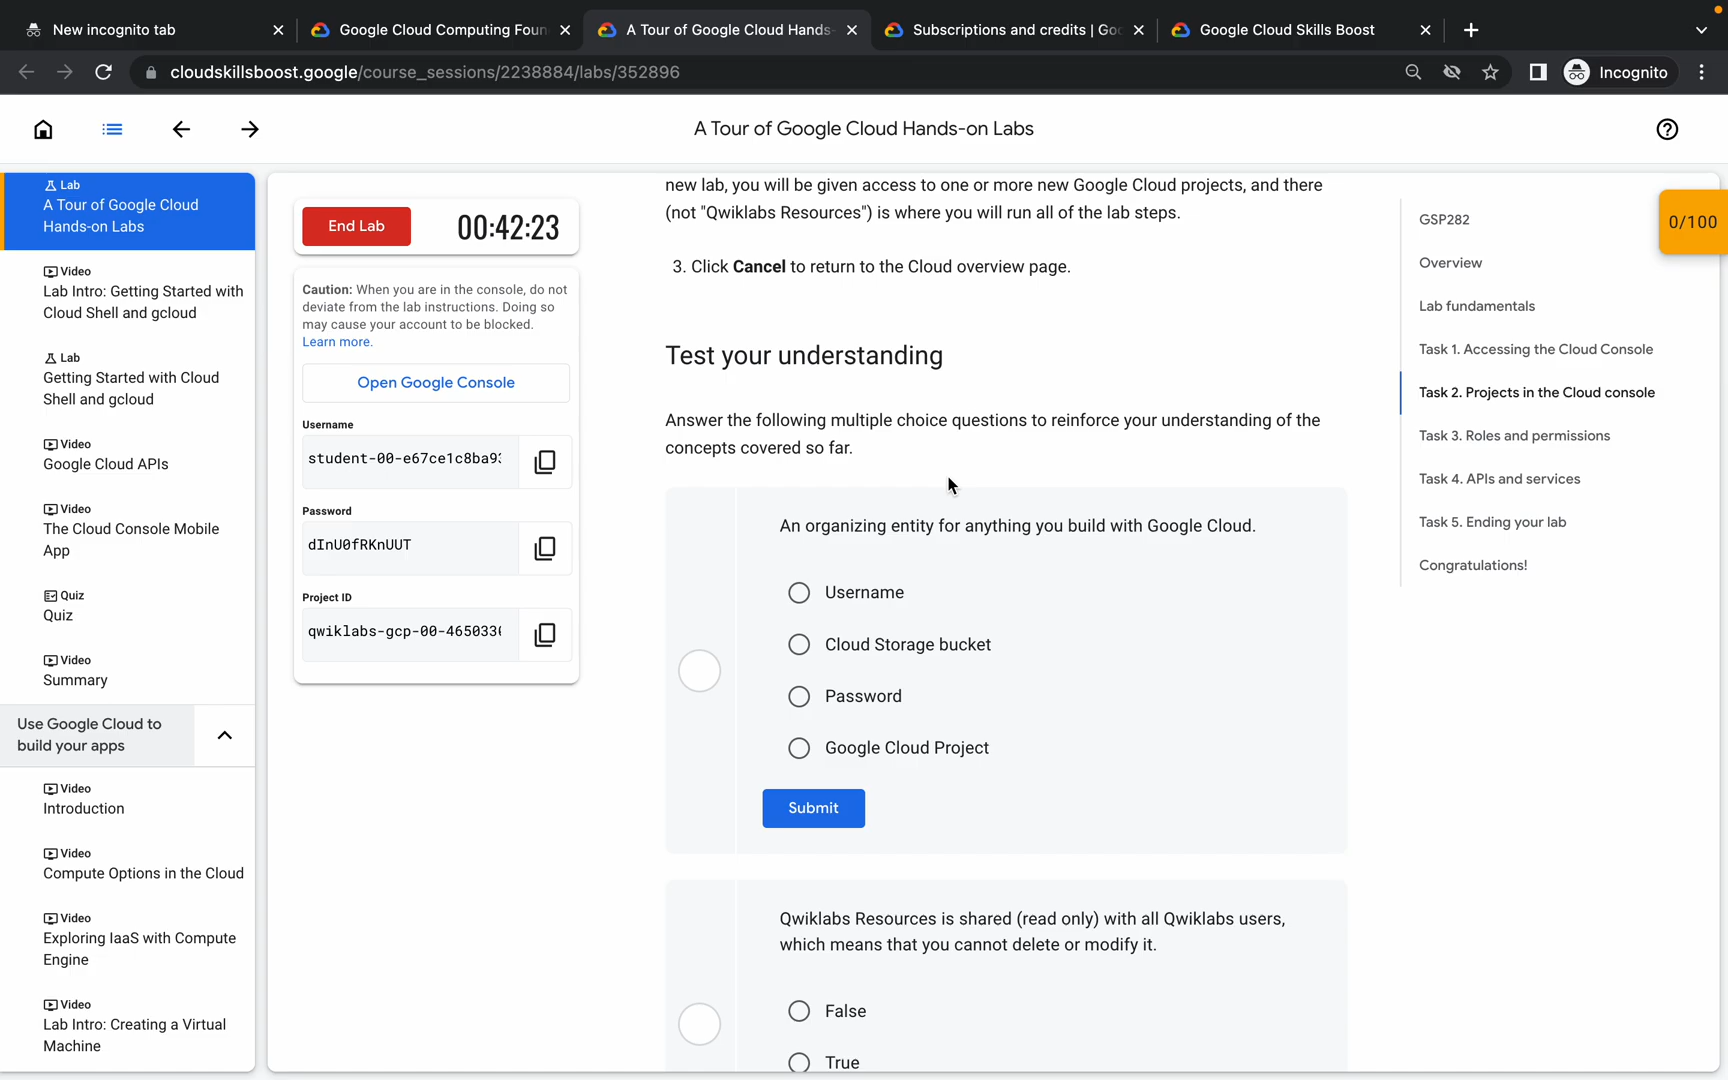 New incognito tab
Google Cloud Computing Foun
A Tour of Google Cloud Hands-
Subscriptions and credits | Goo
Google Cloud Skills Boost
cloudskillsboost.google/course_sessions/2238884/labs/352896
Incognito
A Tour of Google Cloud Hands-on Labs
Lab
A Tour of Google Cloud
Hands-on Labs
Video
Lab Intro: Getting Started with
Cloud Shell and gcloud
Lab
Getting Started with Cloud
Shell and gcloud
Video
Google Cloud APIs
Video
The Cloud Console Mobile
App
Quiz
Quiz
Video
Summary
Use Google Cloud to
build your apps
Video
Introduction
Video
Compute Options in the Cloud
Video
Exploring IaaS with Compute
Engine
Video
Lab Intro: Creating a Virtual
Machine
End Lab
00:42:23
Caution: When you are in the console, do not
deviate from the lab instructions. Doing so
may cause your account to be blocked.
Learn more.
Open Google Console
Username
student-00-e67ce1c8ba93
Password
dInU0fRKnUUT
Project ID
qwiklabs-gcp-00-4650330
new lab, you will be given access to one or more new Google Cloud projects, and there
(not "Qwiklabs Resources") is where you will run all of the lab steps.
3. Click Cancel to return to the Cloud overview page.
Test your understanding
Answer the following multiple choice questions to reinforce your understanding of the
concepts covered so far.
An organizing entity for anything you build with Google Cloud.
Username
Cloud Storage bucket
Password
Google Cloud Project
Submit
Qwiklabs Resources is shared (read only) with all Qwiklabs users,
which means that you cannot delete or modify it.
False
True
GSP282
Overview
Lab fundamentals
Task 1. Accessing the Cloud Console
Task 2. Projects in the Cloud console
Task 3. Roles and permissions
Task 4. APIs and services
Task 5. Ending your lab
Congratulations!
0/100